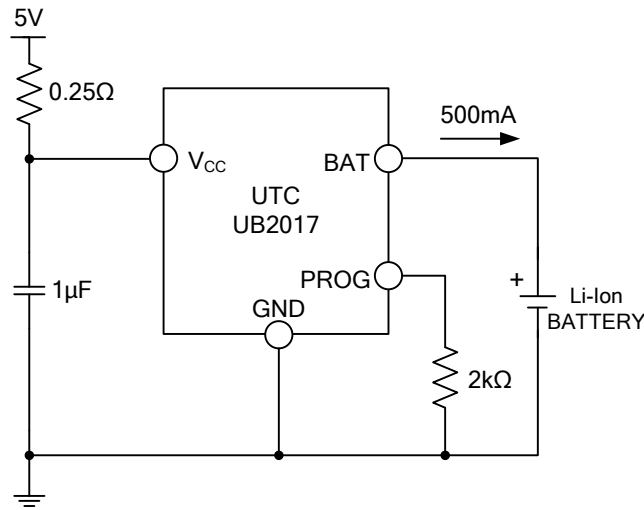 5V
0.25Ω
500mA
VCC
BAT
UTC
UB2017
PROG
GND
1µF
+
Li-Ion
BATTERY
2kΩ